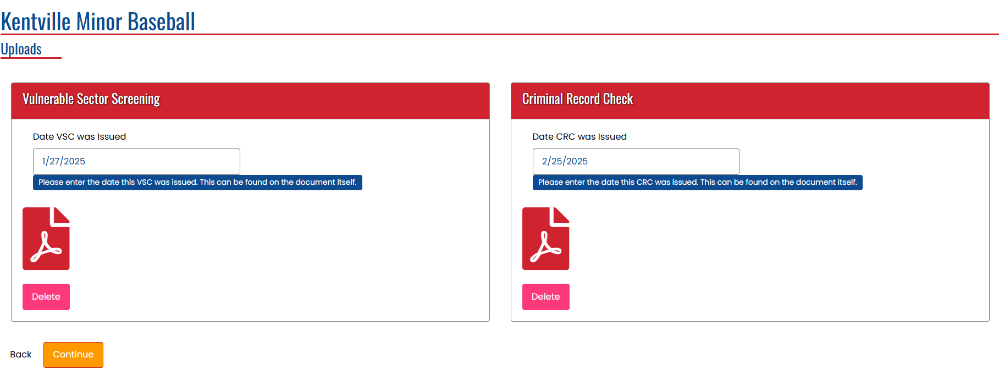 Kentville Minor Baseball
Uploads
Vulnerable Sector Screening
Date VSC was Issued
1/27/2025
Please enter the date this VSC was issued. This can be found on the document itself.
Delete
Criminal Record Check
Date CRC was Issued
2/25/2025
Please enter the date this CRC was issued. This can be found on the document itself.
Delete
Back
Continue